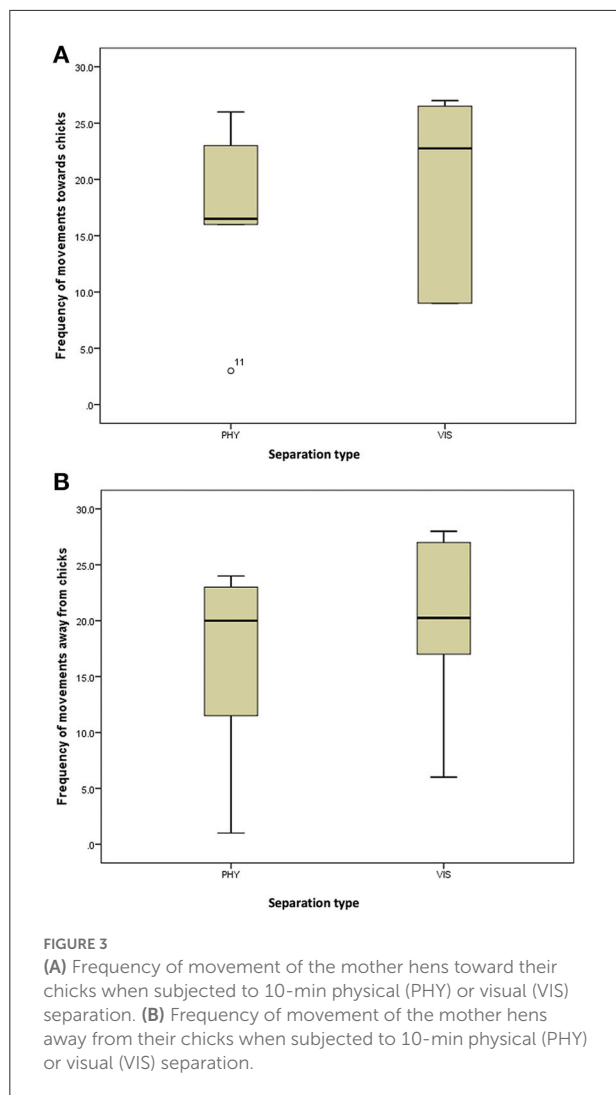 A
Frequency of movements towards chicks
30.0
25.0
20.0
15.0
10.0
5.0
.0
11
PHY
VIS
Separation type
B
Frequency of movements away from chicks
30.0
25.0
20.0
15.0
10.0
5.0
.0
PHY
VIS
Separation type
FIGURE 3
(A) Frequency of movement of the mother hens toward their
chicks when subjected to 10-min physical (PHY) or visual (VIS)
separation. (B) Frequency of movement of the mother hens
away from their chicks when subjected to 10-min physical (PHY)
or visual (VIS) separation.